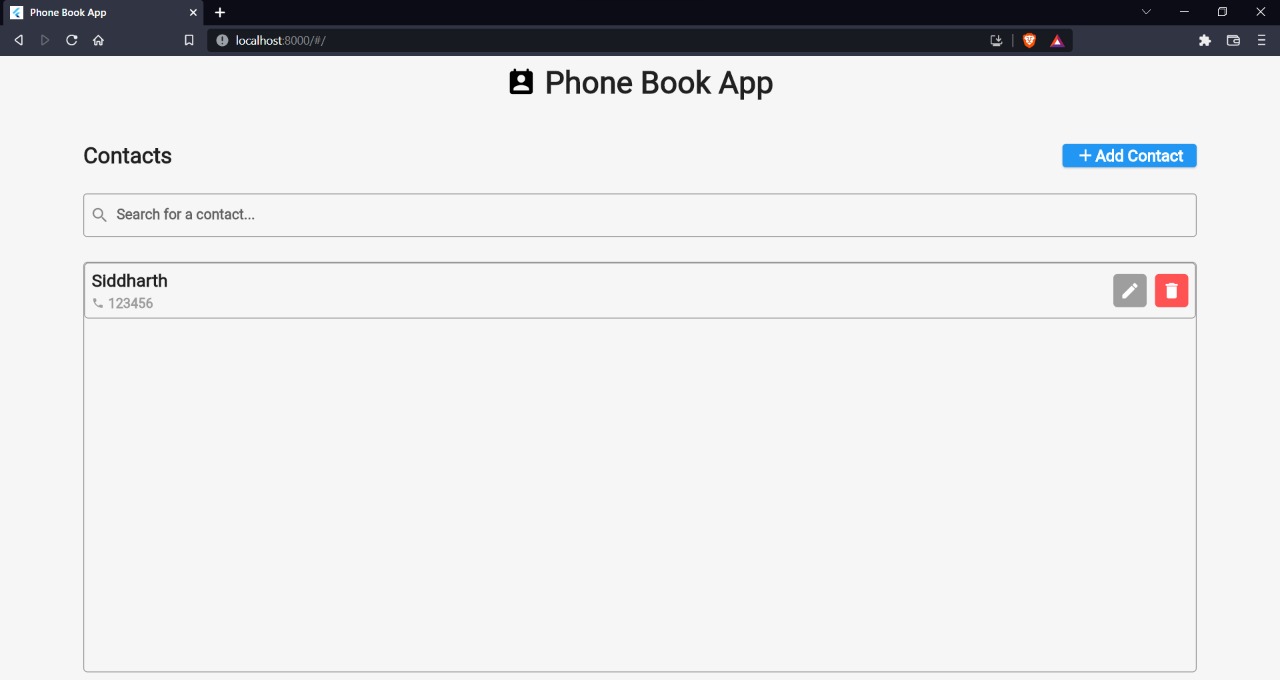 Phone Book App
localhost:8000/#/
Phone Book App
Contacts
+ Add Contact
Search for a contact...
Siddharth
123456